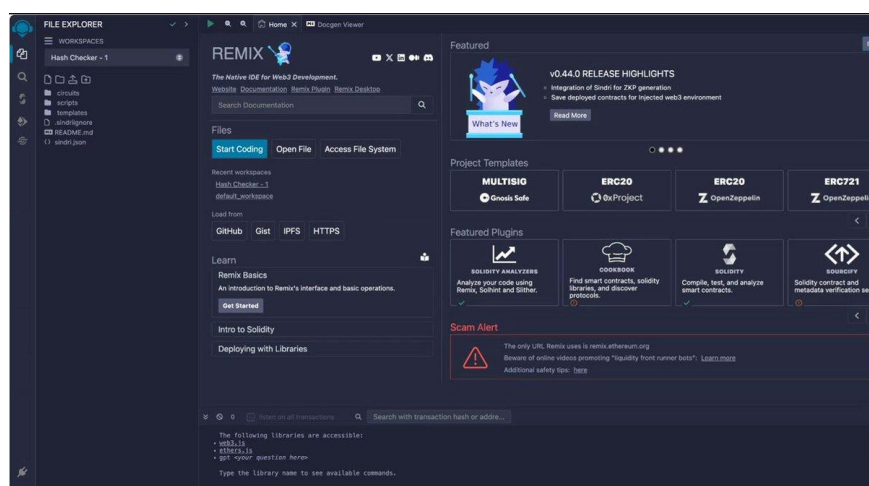 FILE EXPLORER
WORKSPACES
Hash Checker - 1
circuits
scripts
templates
.sindriignore
README.md
sindri.json
Home
Docgen Viewer
REMIX
The Native IDE for Web3 Development.
Website Documentation Remix Plugin Remix Desktop
Search Documentation
Files
Start Coding
Open File
Access File System
Recent workspaces
Hash Checker - 1
default_workspace
Load from
GitHub
Gist
IPFS
HTTPS
Learn
Remix Basics
An introduction to Remix's interface and basic operations.
Get Started
Intro to Solidity
Deploying with Libraries
Featured
What's New
v0.44.0 RELEASE HIGHLIGHTS
Integration of Sindri for ZKP generation
Save deployed contracts for Injected web3 environment
Read More
Project Templates
MULTISIG
Gnosis Safe
ERC20
0xProject
ERC20
OpenZeppelin
ERC721
OpenZeppeli
Featured Plugins
SOLIDITY ANALYZERS
Analyze your code using
Remix, Solhint and Slither.
COOKBOOK
Find smart contracts, solidity
libraries, and discover
protocols.
SOLIDITY
Compile, test, and analyze
smart contracts.
SOURCIFY
Solidity contract and
metadata verification se
Scam Alert
The only URL Remix uses is remix.ethereum.org
Beware of online videos promoting "liquidity front runner bots": Learn more
Additional safety tips: here
0
listen on all transactions
Search with transaction hash or addre...
The following libraries are accessible:
web3.js
ethers.js
gpt <your question here>
Type the library name to see available commands.